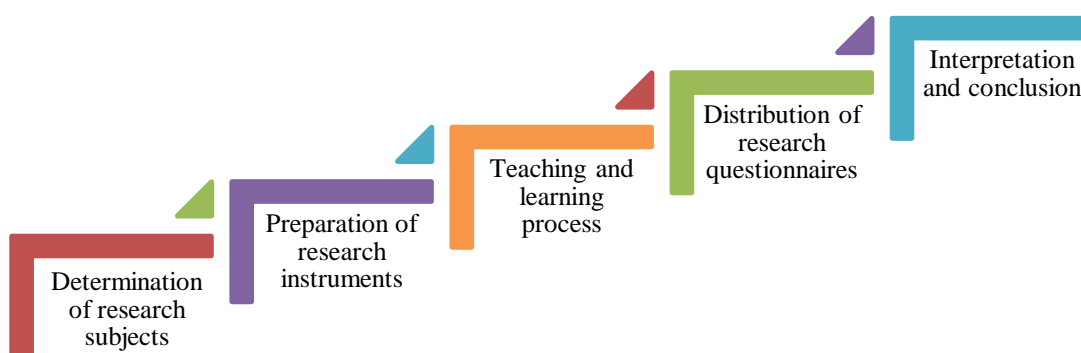 Determination
of research
subjects
Preparation of
research
instruments
Teaching and
learning
process
Distribution of
research
questionnaires
Interpretation
and conclusion